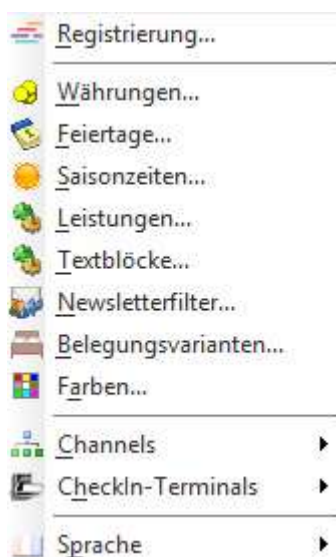 Registrierung...
Währungen...
Feiertage...
Saisonzeiten...
Leistungen...
Textblöcke...
Newsletterfilter...
Belegungsvarianten...
Farben...
Channels
CheckIn-Terminals
Sprache